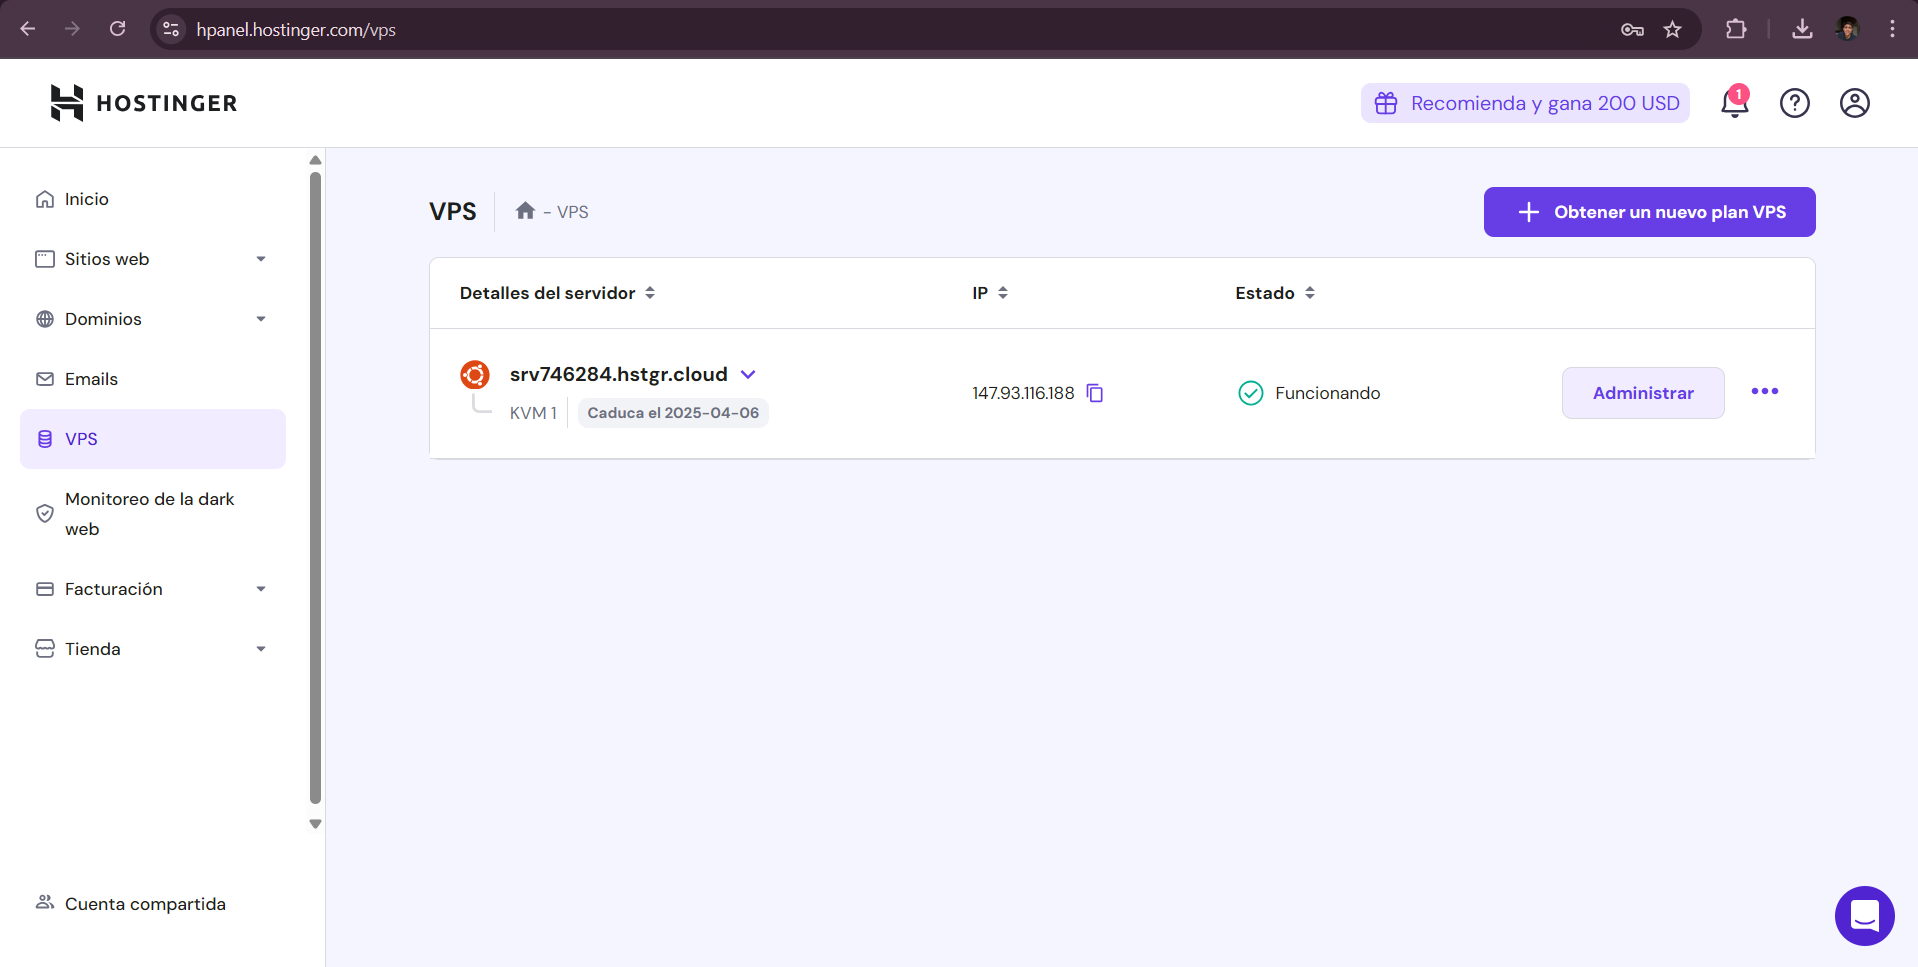 hpanel.hostinger.com/vps
HOSTINGER
Recomienda y gana 200 USD
1
Inicio
Sitios web
Dominios
Emails
VPS
Monitoreo de la dark
web
Facturación
Tienda
Cuenta compartida
VPS
- VPS
Obtener un nuevo plan VPS
Detalles del servidor
IP
Estado
srv746284.hstgr.cloud
KVM 1
Caduca el 2025-04-06
147.93.116.188
Funcionando
Administrar